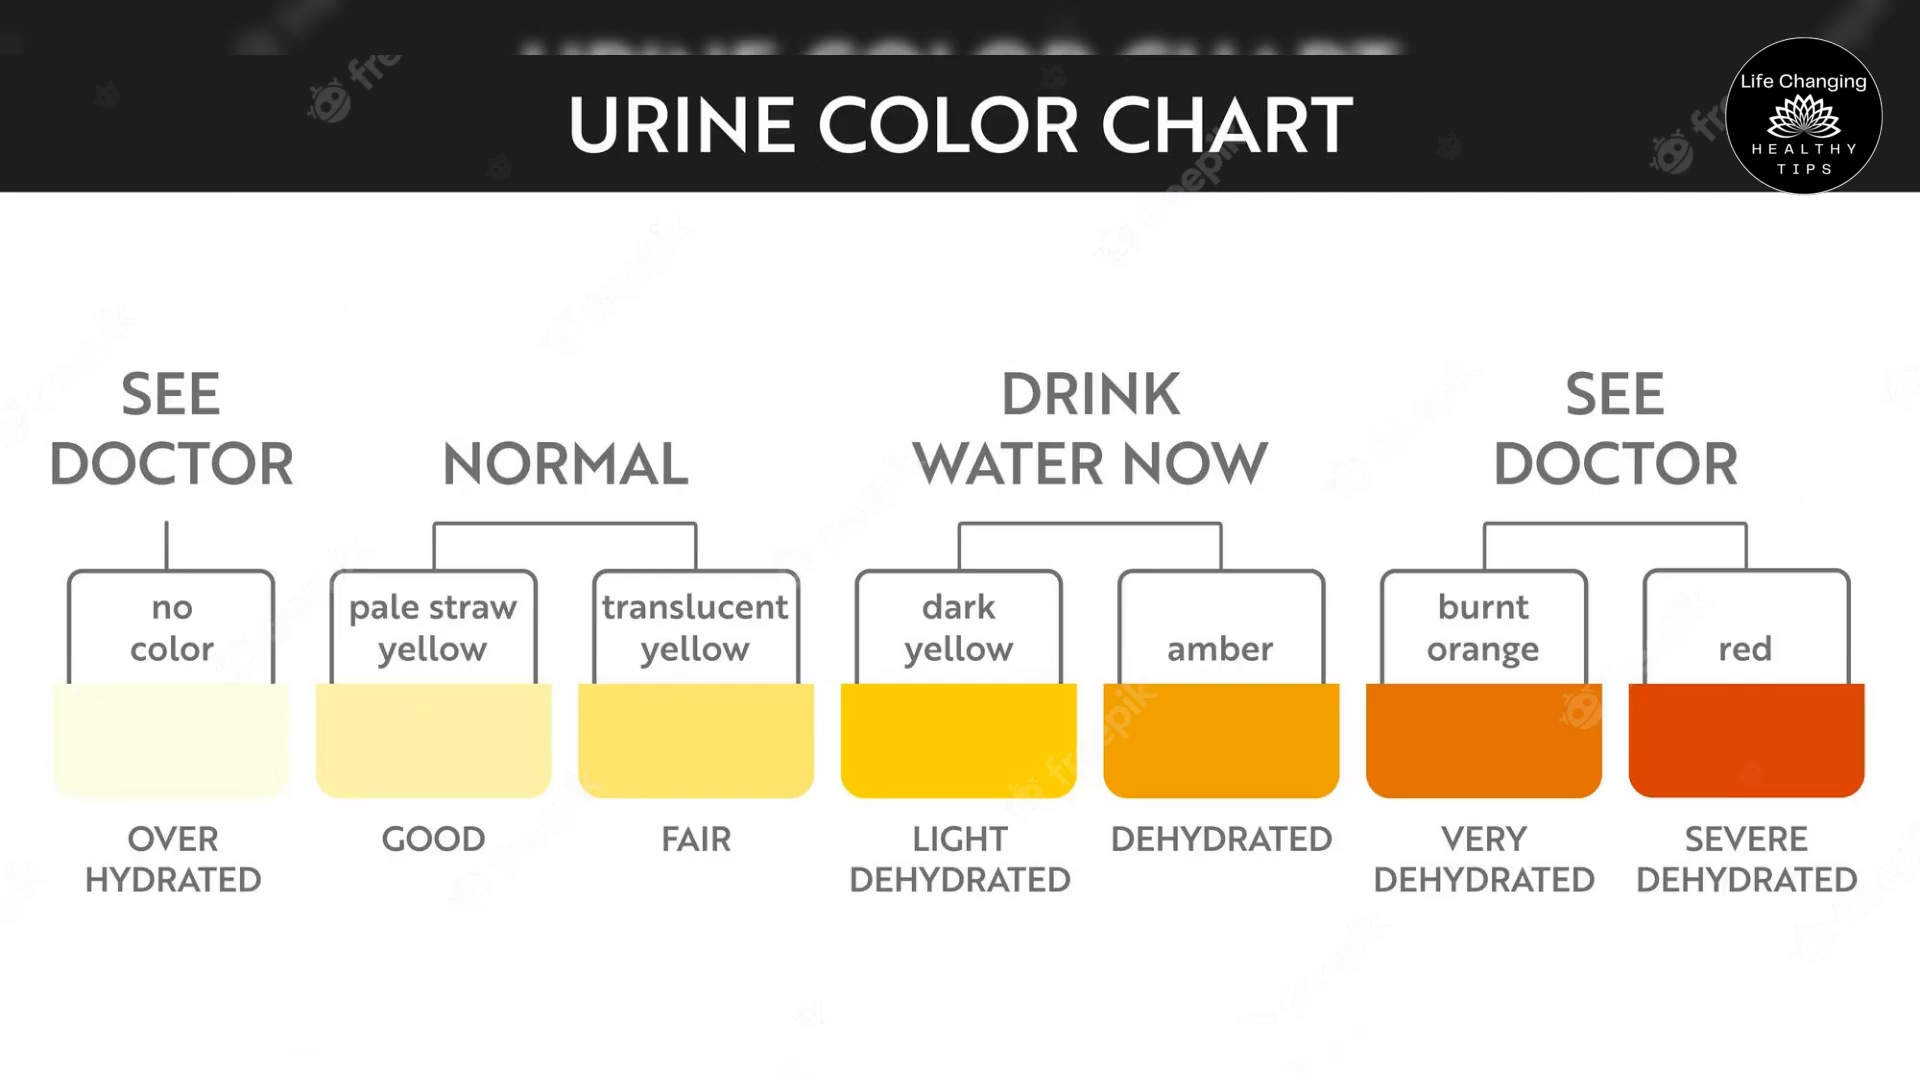 URINE COLOR CHART
Life Changing
HEALTHY
TIPS
SEE
DOCTOR
NORMAL
DRINK
WATER NOW
SEE
DOCTOR
no
color
pale straw
yellow
translucent
yellow
dark
yellow
amber
burnt
orange
red
OVER
HYDRATED
GOOD
FAIR
LIGHT
DEHYDRATED
DEHYDRATED
VERY
DEHYDRATED
SEVERE
DEHYDRATED